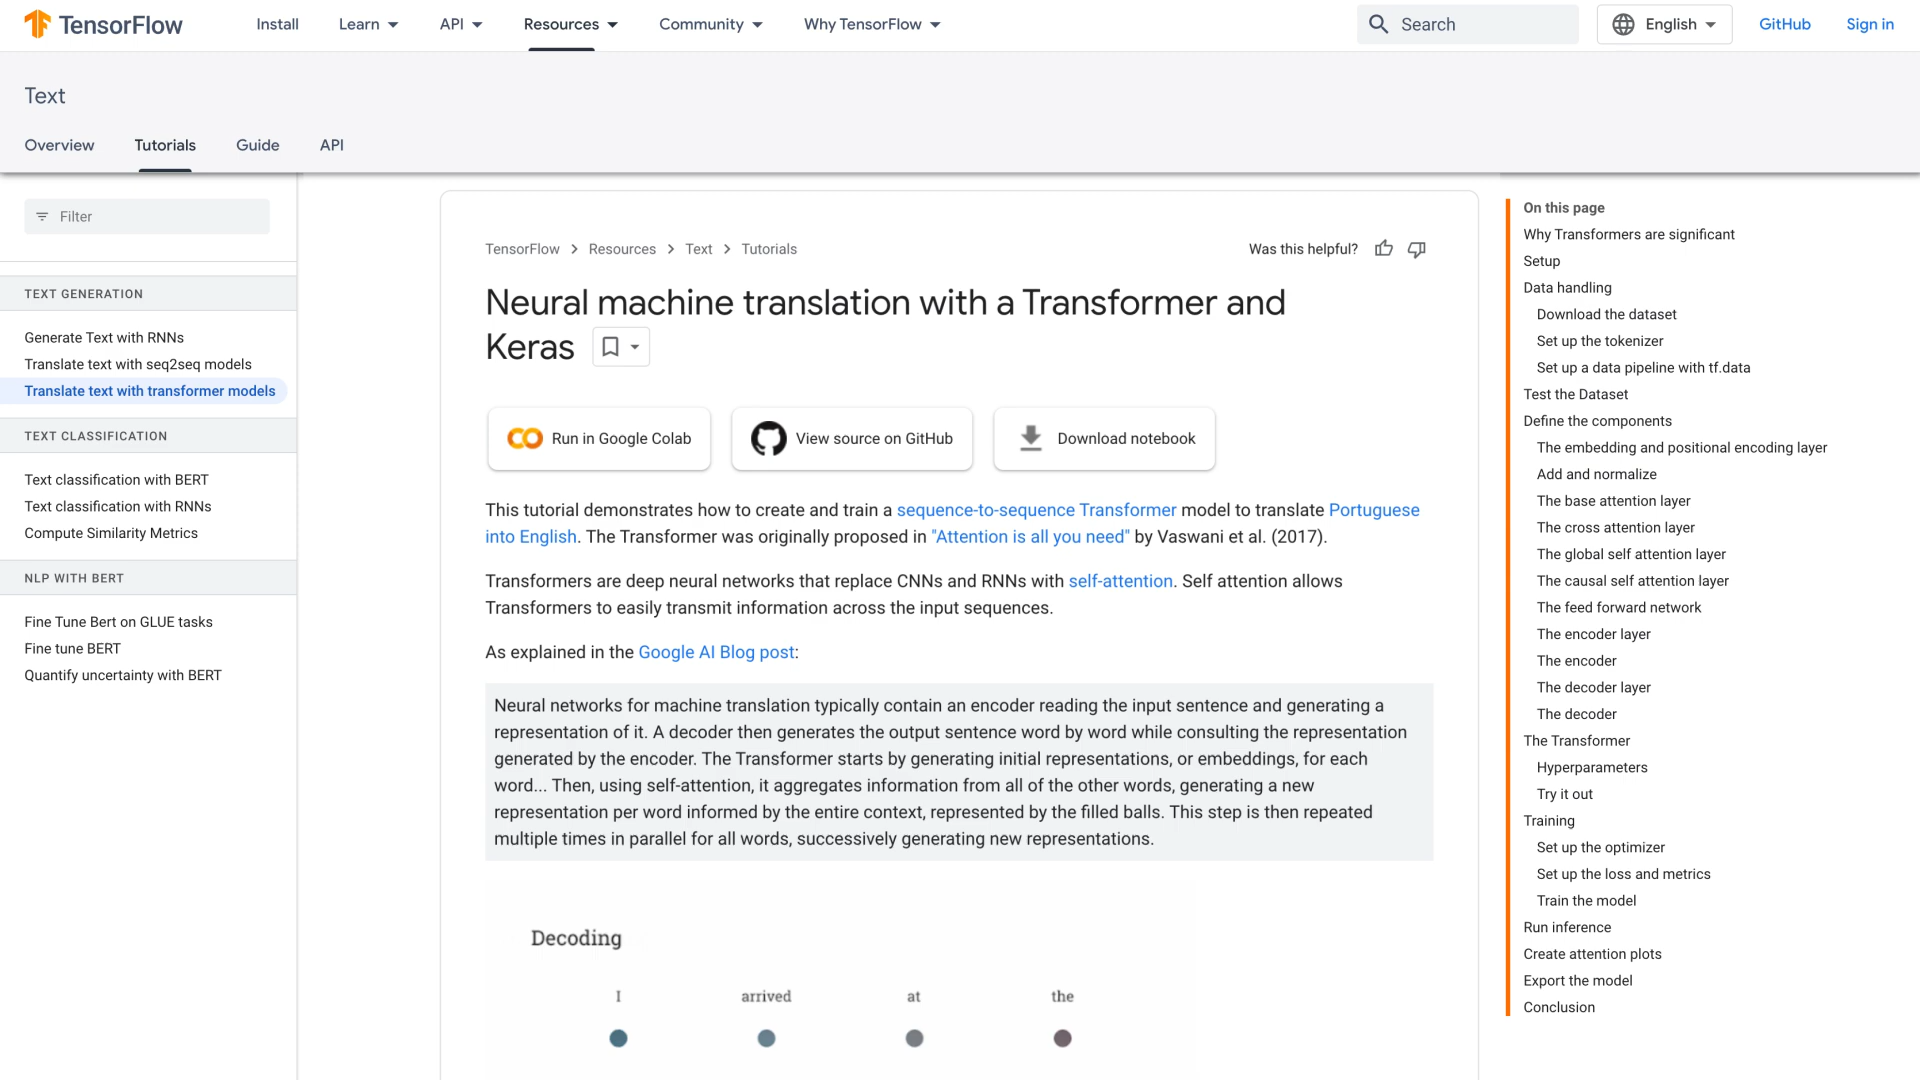 TensorFlow
Install
Learn
API
Resources
Community
Why TensorFlow
Search
English
GitHub
Sign in
Text
Overview
Tutorials
Guide
API
Filter
TEXT GENERATION
Generate Text with RNNs
Translate text with seq2seq models
Translate text with transformer models
TEXT CLASSIFICATION
Text classification with BERT
Text classification with RNNs
Compute Similarity Metrics
NLP WITH BERT
Fine Tune Bert on GLUE tasks
Fine tune BERT
Quantify uncertainty with BERT
TensorFlow > Resources > Text > Tutorials
Was this helpful?
Neural machine translation with a Transformer and
Keras
Run in Google Colab
View source on GitHub
Download notebook
This tutorial demonstrates how to create and train a sequence-to-sequence Transformer model to translate Portuguese
into English. The Transformer was originally proposed in "Attention is all you need" by Vaswani et al. (2017).
Transformers are deep neural networks that replace CNNs and RNNs with self-attention. Self attention allows
Transformers to easily transmit information across the input sequences.
As explained in the Google AI Blog post:
Neural networks for machine translation typically contain an encoder reading the input sentence and generating a
representation of it. A decoder then generates the output sentence word by word while consulting the representation
generated by the encoder. The Transformer starts by generating initial representations, or embeddings, for each
word... Then, using self-attention, it aggregates information from all of the other words, generating a new
representation per word informed by the entire context, represented by the filled balls. This step is then repeated
multiple times in parallel for all words, successively generating new representations.
Decoding
I arrived at the
On this page
Why Transformers are significant
Setup
Data handling
Download the dataset
Set up the tokenizer
Set up a data pipeline with tf.data
Test the Dataset
Define the components
The embedding and positional encoding layer
Add and normalize
The base attention layer
The cross attention layer
The global self attention layer
The causal self attention layer
The feed forward network
The encoder layer
The encoder
The decoder layer
The decoder
The Transformer
Hyperparameters
Try it out
Training
Set up the optimizer
Set up the loss and metrics
Train the model
Run inference
Create attention plots
Export the model
Conclusion